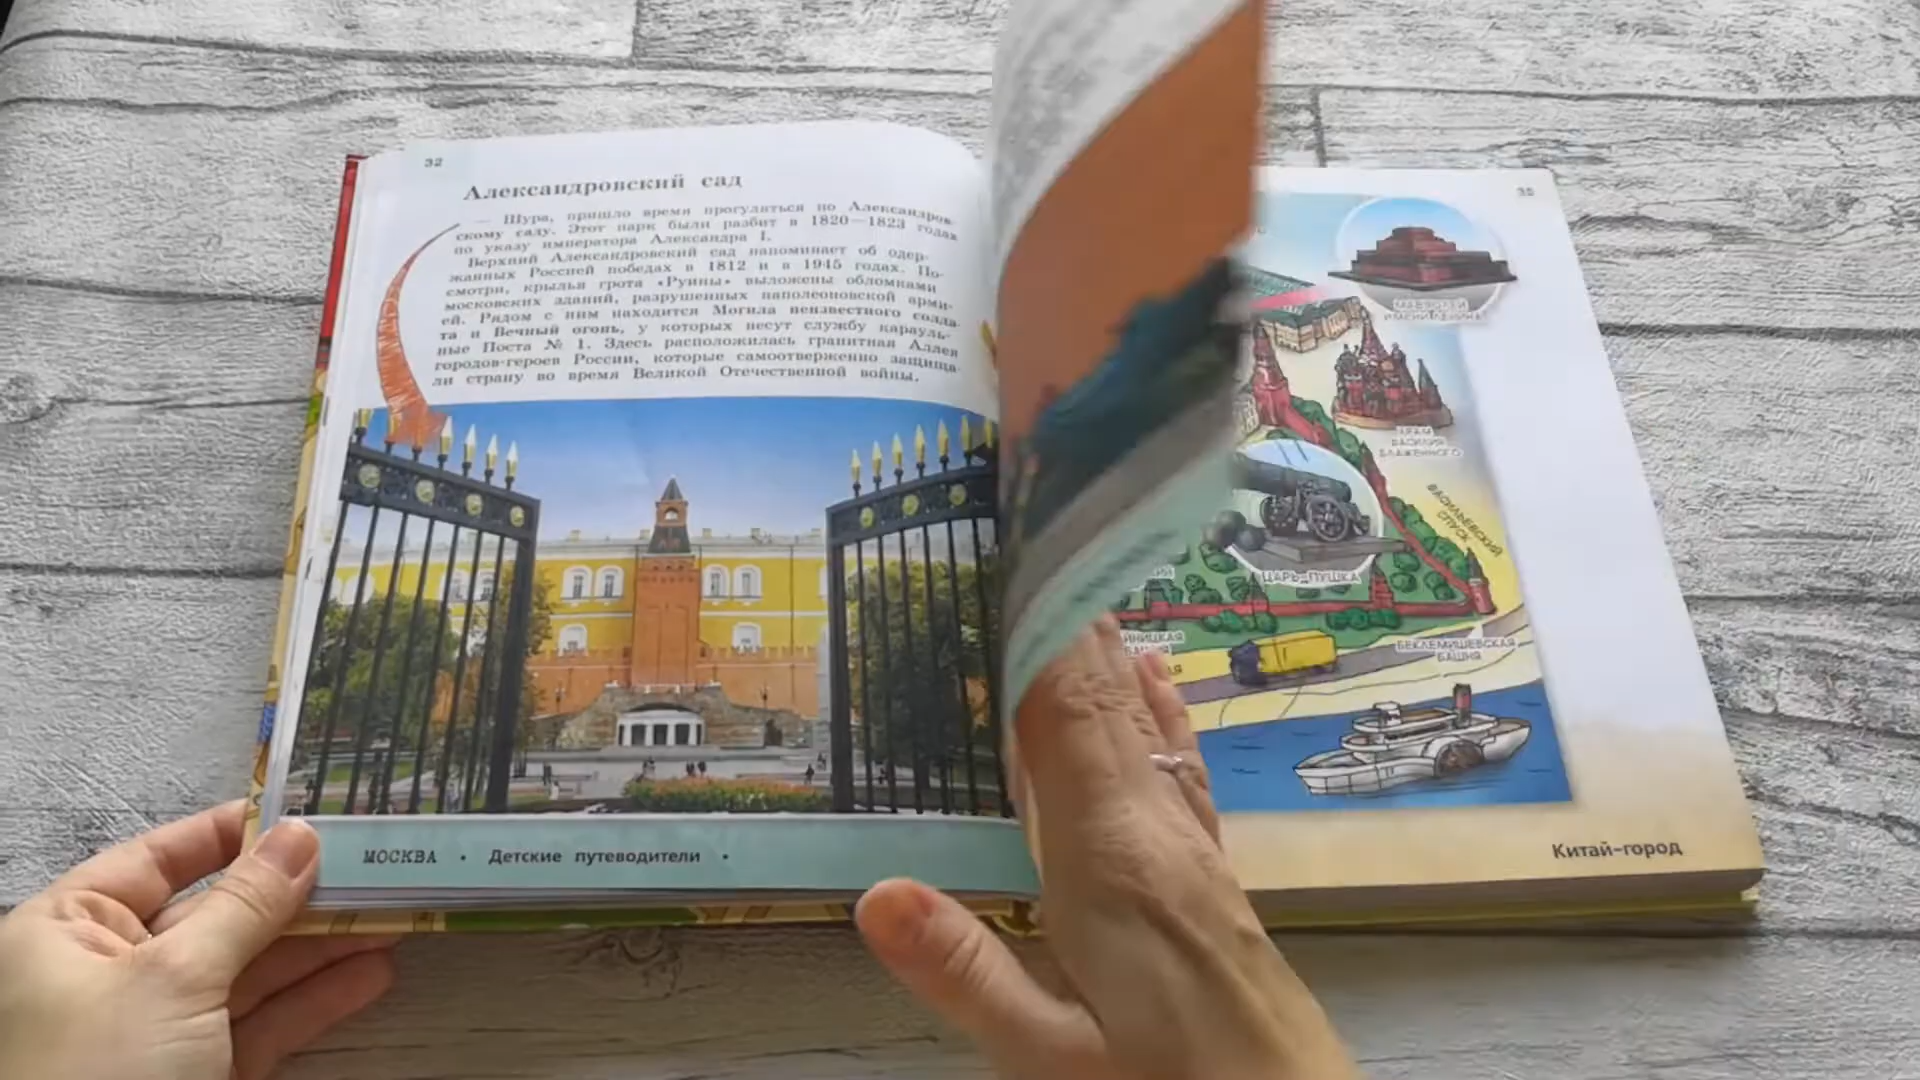 32
Александровский сад
— Шура, пришло время прогуляться по Александров-
скому саду. Этот парк были разбит в 1820—1823 годах
по указу императора Александра I.
Верхний Александровский сад напоминает об одер-
жанных Россией победах в 1812 и в 1945 годах. По-
смотри, крылья грота «Руины» выложены обломками
московских зданий, разрушенных наполеоновской арми-
ей. Рядом с ним находится Могила неизвестного солда-
та и Вечный огонь, у которых несут службу карауль-
ные Поста № 1. Здесь расположилась гранитная Аллея
городов-героев России, которые самоотверженно защища-
ли страну во время Великой Отечественной войны.
МОСКВА • Детские путеводители •
35
МАВЗОЛЕЙ
ИМЕНИ ЛЕНИНА
ХРАМ
ВАСИЛИЯ
БЛАЖЕННОГО
ВАСИЛЬЕВСКИЙ
СПУСК
ЦАРЬ-ПУШКА
БЕКЛЕМИШЕВСКАЯ
БАШНЯ
Китай-город